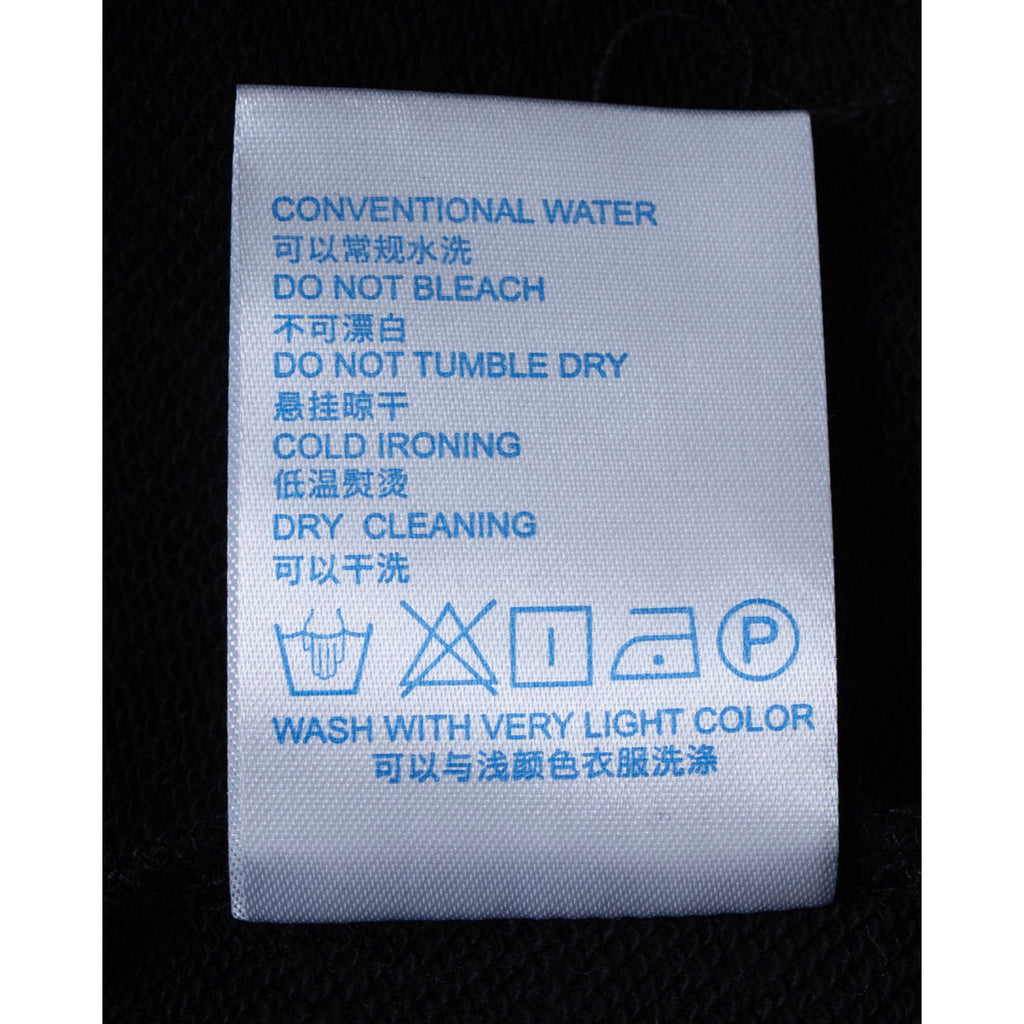 CONVENTIONAL WATER
可以常规水洗
DO NOT BLEACH
不可漂白
DO NOT TUMBLE DRY
悬挂晾干
COLD IRONING
低温熨烫
DRY CLEANING
可以干洗
P
WASH WITH VERY LIGHT COLOR
可以与浅颜色衣服洗涤